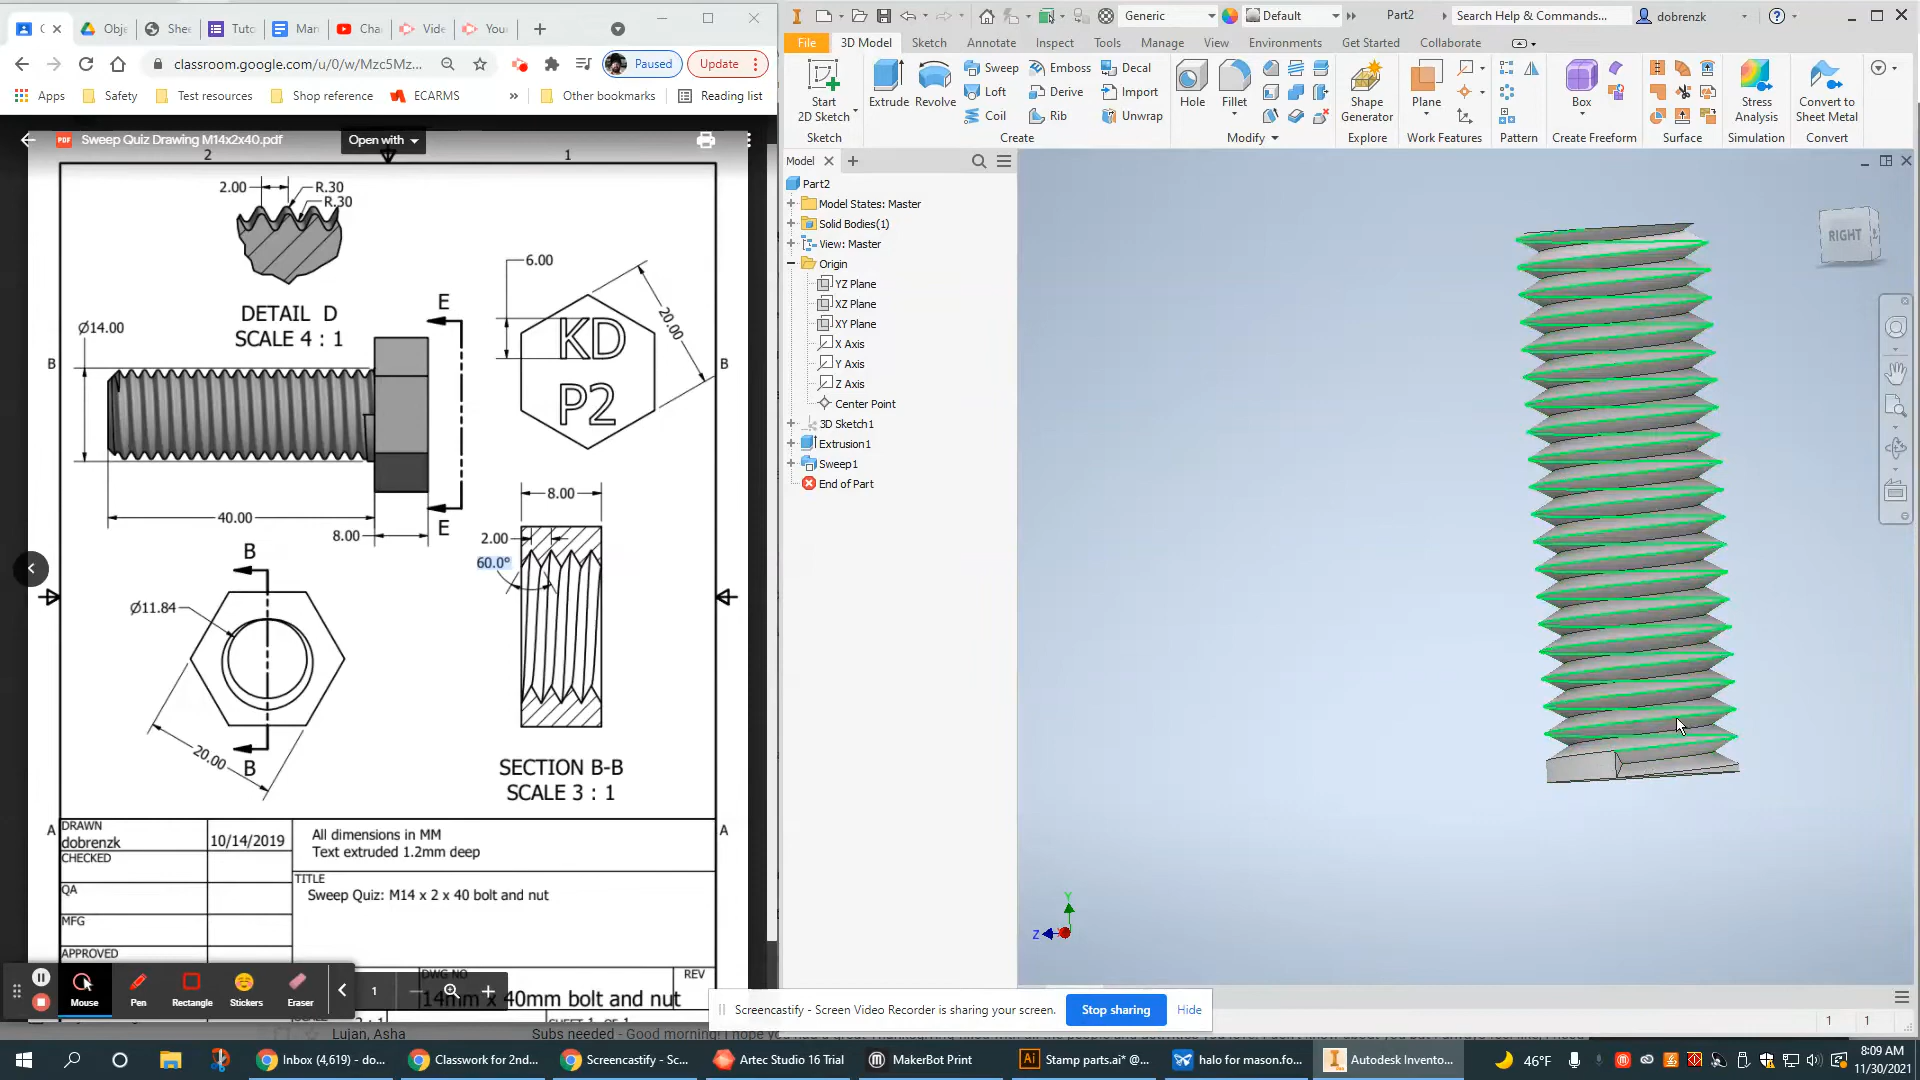 C
Obje
Shee
Tuto
Mar
Cha
Vide
You
classroom.google.com/u/0/w/Mzc5Mz...
Paused
Update
Apps
Safety
Test resources
Shop reference
ECARMS
»
Other bookmarks
Reading list
Sweep Quiz Drawing M14x2x40.pdf
Open with
2
1
2.00
R.30
R.30
DETAIL D
SCALE 4 : 1
Ø14.00
E
6.00
20.00
KD
P2
B
B
40.00
8.00
E
8.00
2.00
60.0°
B
Ø11.84
20.00
B
SECTION B-B
SCALE 3 : 1
A
A
DRAWN
dobrenzk
10/14/2019
CHECKED
QA
MFG
APPROVED
All dimensions in MM
Text extruded 1.2mm deep
TITLE
Sweep Quiz: M14 x 2 x 40 bolt and nut
DWG NO
14mm x 40mm bolt and nut
REV
SHEET 1 OF 1
Mouse
Pen
Rectangle
Stickers
Eraser
1
Lujan, Asha
Generic
Default
Part2
Search Help & Commands...
dobrenzk
File
3D Model
Sketch
Annotate
Inspect
Tools
Manage
View
Environments
Get Started
Collaborate
Start
2D Sketch
Extrude
Revolve
Sweep
Loft
Coil
Emboss
Derive
Rib
Decal
Import
Unwrap
Hole
Fillet
Shape
Generator
Plane
Box
Stress
Analysis
Convert to
Sheet Metal
Sketch
Create
Modify
Explore
Work Features
Pattern
Create Freeform
Surface
Simulation
Convert
Model
Part2
Model States: Master
Solid Bodies(1)
View: Master
Origin
YZ Plane
XZ Plane
XY Plane
X Axis
Y Axis
Z Axis
Center Point
3D Sketch1
Extrusion1
Sweep1
End of Part
RIGHT
Y
Z
Screencastify - Screen Video Recorder is sharing your screen.
Stop sharing
Hide
1
1
Inbox (4,619) - do...
Classwork for 2nd...
Screencastify - Sc...
Artec Studio 16 Trial
MakerBot Print
Stamp parts.ai* @...
halo for mason.fo...
Autodesk Invento...
46°F
8:09 AM
11/30/2021